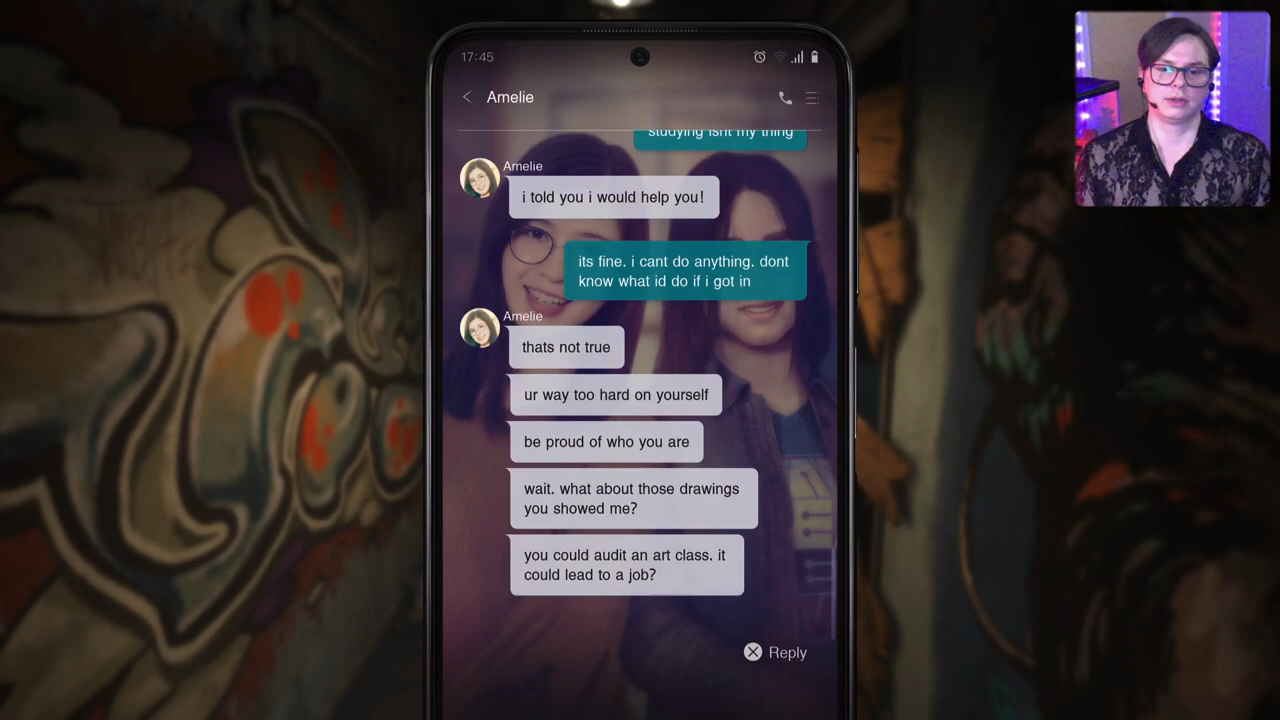 17:45
Amelie
studying isnt my thing
Amelie
i told you i would help you!
its fine. i cant do anything. dont
know what id do if i got in
Amelie
thats not true
ur way too hard on yourself
be proud of who you are
wait. what about those drawings
you showed me?
you could audit an art class. it
could lead to a job?
Reply